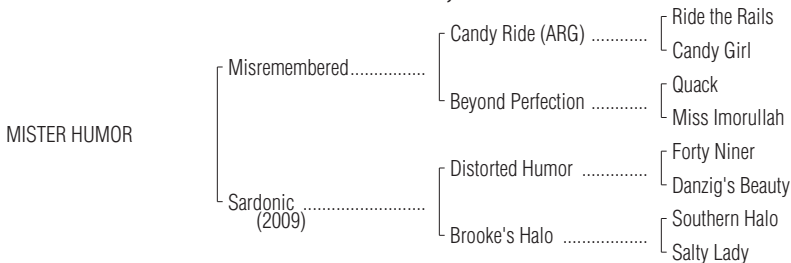 Ride the Rails
Candy Ride (ARG) ............
Candy Girl
Misremembered................
Quack
Beyond Perfection ............
Miss Imorullah
MISTER HUMOR
Forty Niner
Distorted Humor ..............
Danzig's Beauty
Sardonic ..........................
(2009)
Southern Halo
Brooke's Halo ..................
Salty Lady